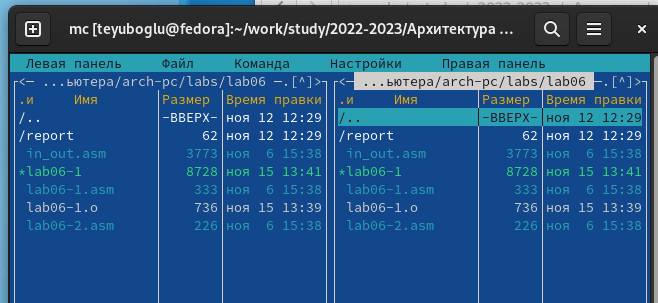 mc [teyuboglu@fedora]:~/work/study/2022-2023/Архитектура ...
Левая панель Файл Команда Настройки Правая панель
<─ ...ьютера/arch-pc/labs/lab06 ─.[^]> <─ ...ьютера/arch-pc/labs/lab06 ─.[^]>
.и Имя Размер Время правки .и Имя Размер Время правки
/.. -ВВЕРХ- ноя 12 12:29 /.. -ВВЕРХ- ноя 12 12:29
/report 62 ноя 12 12:29 /report 62 ноя 12 12:29
in_out.asm 3773 ноя 6 15:38 in_out.asm 3773 ноя 6 15:38
*lab06-1 8728 ноя 15 13:41 *lab06-1 8728 ноя 15 13:41
lab06-1.asm 333 ноя 6 15:38 lab06-1.asm 333 ноя 6 15:38
lab06-1.o 736 ноя 15 13:39 lab06-1.o 736 ноя 15 13:39
lab06-2.asm 226 ноя 6 15:38 lab06-2.asm 226 ноя 6 15:38